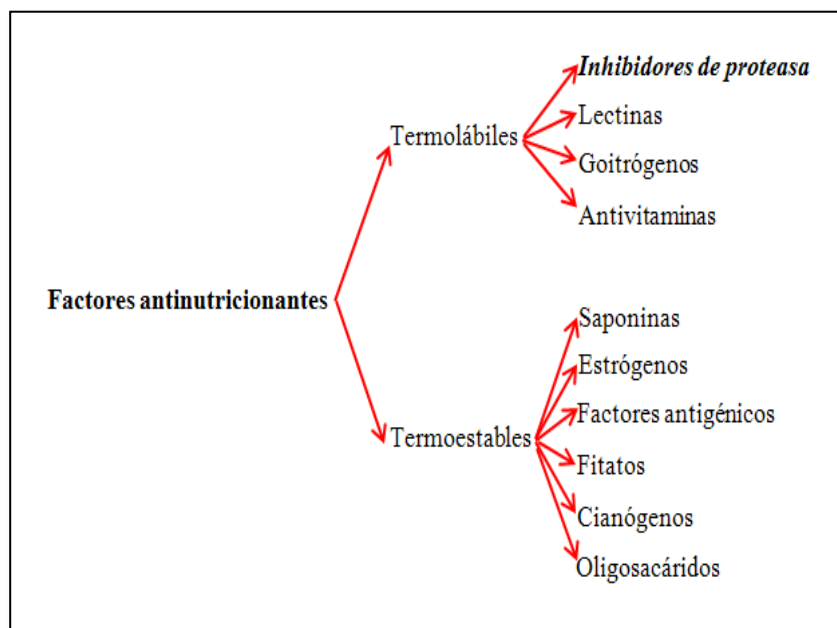 Factores antinutricionantes
Termolábiles
Inhibidores de proteasa
Lectinas
Goitrógenos
Antivitaminas
Termoestables
Saponinas
Estrógenos
Factores antigénicos
Fitatos
Cianógenos
Oligosacáridos